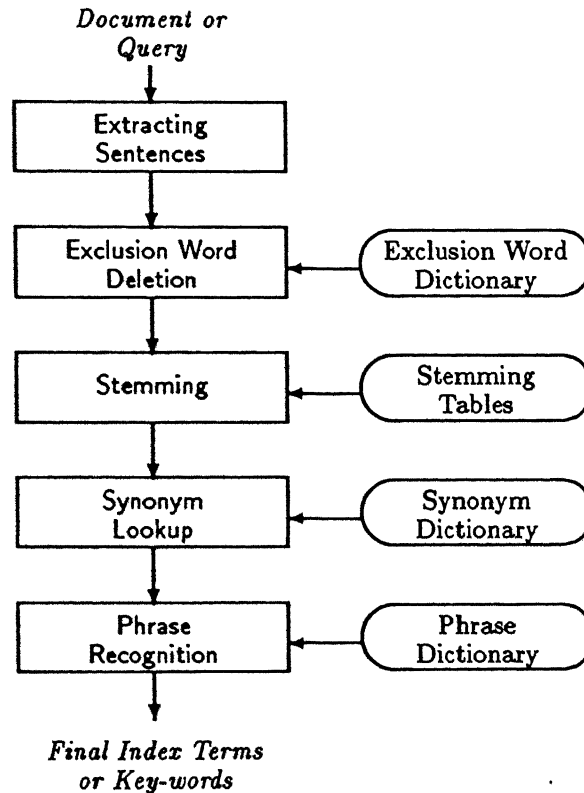 Document or
Query
Extracting
Sentences
Exclusion Word
Deletion
Exclusion Word
Dictionary
Stemming
Stemming
Tables
Synonym
Lookup
Synonym
Dictionary
Phrase
Recognition
Phrase
Dictionary
Final Index Terms
or Key-words